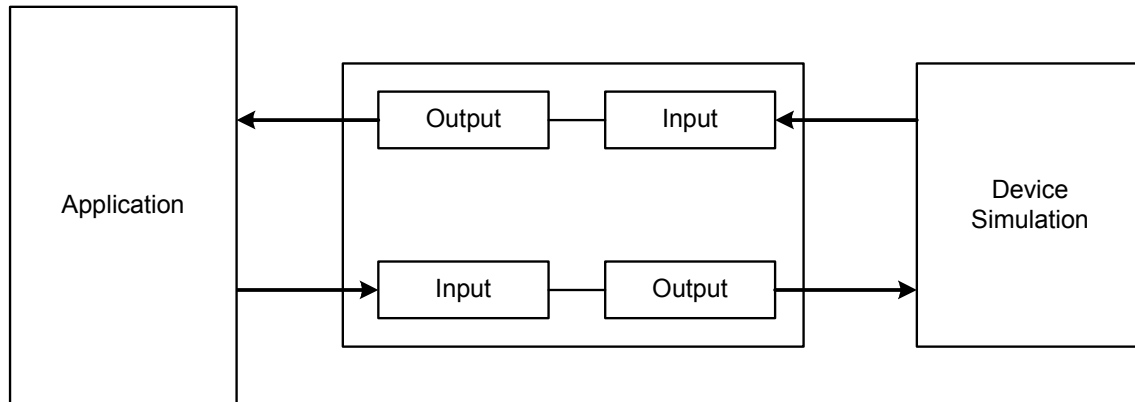 Output
Input
Application
Device
Simulation
Input
Output